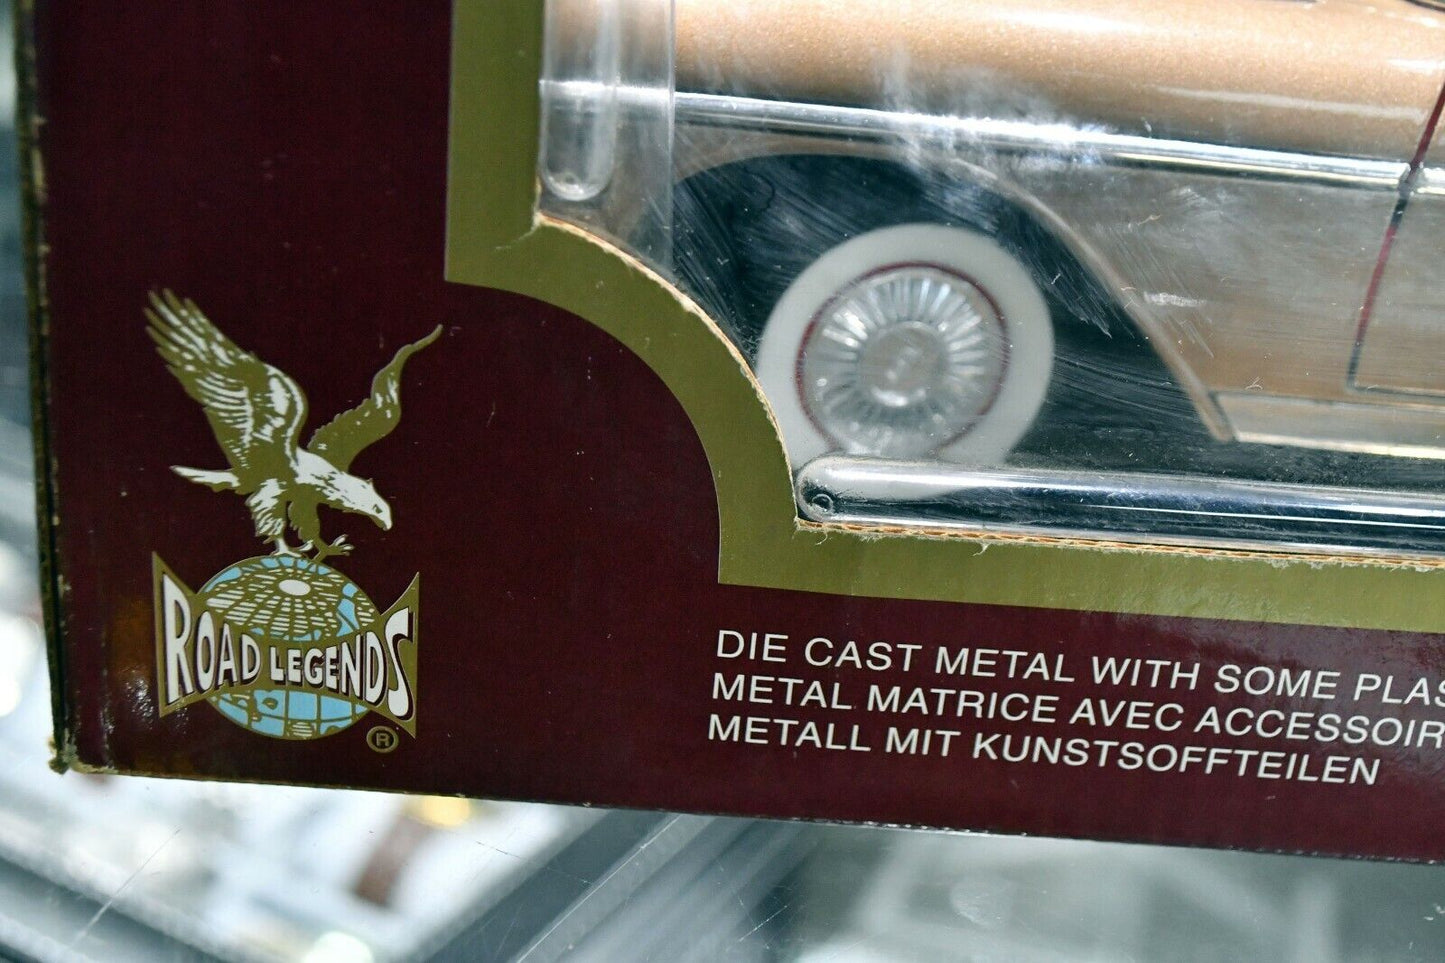 ROAD LEGENDS
®
DIE CAST METAL WITH SOME PLAS
METAL MATRICE AVEC ACCESSOIR
METALL MIT KUNSTSOFFTEILEN